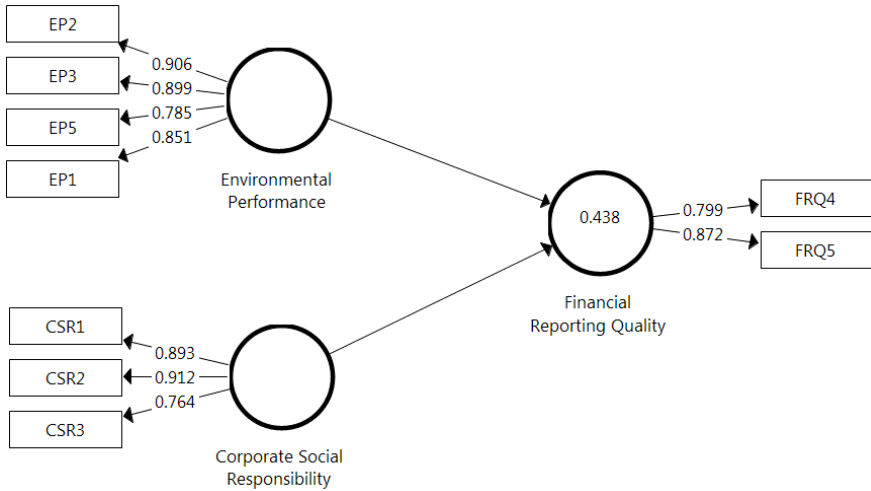 EP2
EP3
EP5
EP1
0.906
0.899
0.785
0.851
Environmental
Performance
0.438
Financial
Reporting Quality
0.799
0.872
FRQ4
FRQ5
CSR1
CSR2
CSR3
0.893
0.912
0.764
Corporate Social
Responsibility